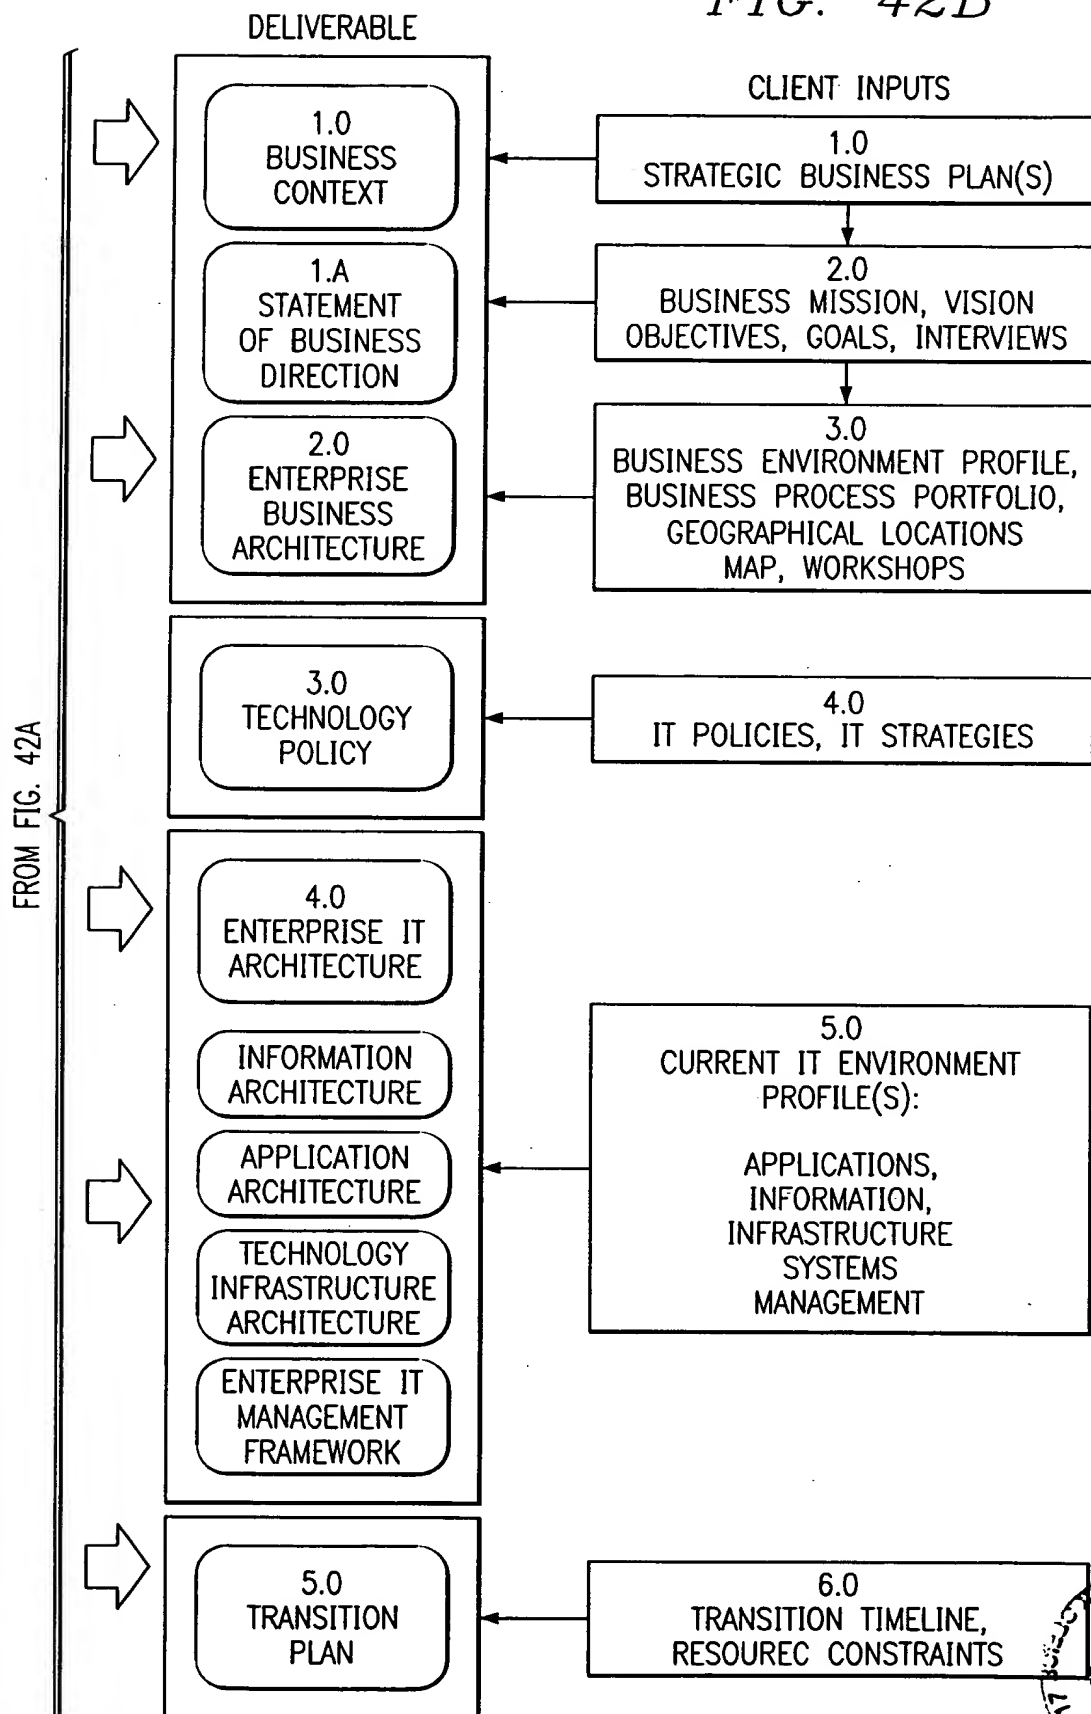 FIG. 42B
DELIVERABLE
1.0
BUSINESS
CONTEXT
1.A
STATEMENT
OF BUSINESS
DIRECTION
2.0
ENTERPRISE
BUSINESS
ARCHITECTURE
3.0
TECHNOLOGY
POLICY
4.0
ENTERPRISE IT
ARCHITECTURE
INFORMATION
ARCHITECTURE
APPLICATION
ARCHITECTURE
TECHNOLOGY
INFRASTRUCTURE
ARCHITECTURE
ENTERPRISE IT
MANAGEMENT
FRAMEWORK
5.0
TRANSITION
PLAN
CLIENT INPUTS
1.0
STRATEGIC BUSINESS PLAN(S)
2.0
BUSINESS MISSION, VISION
OBJECTIVES, GOALS, INTERVIEWS
3.0
BUSINESS ENVIRONMENT PROFILE,
BUSINESS PROCESS PORTFOLIO,
GEOGRAPHICAL LOCATIONS
MAP, WORKSHOPS
4.0
IT POLICIES, IT STRATEGIES
5.0
CURRENT IT ENVIRONMENT
PROFILE(S):
APPLICATIONS,
INFORMATION,
INFRASTRUCTURE
SYSTEMS
MANAGEMENT
6.0
TRANSITION TIMELINE,
RESOUREC CONSTRAINTS
FROM FIG. 42A